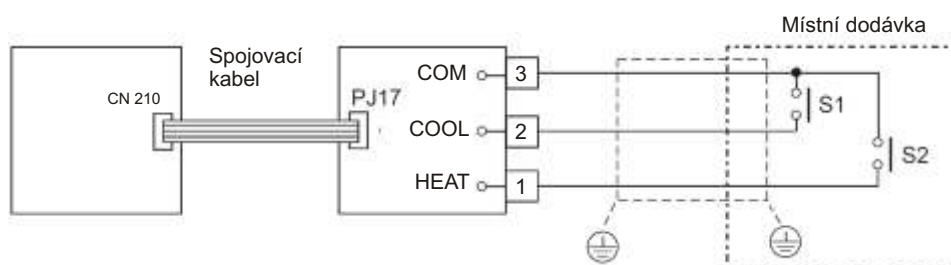 Místní dodávka
Spojovací
kabel
CN 210
PJ17
COM
3
COOL
2
HEAT
1
S1
S2